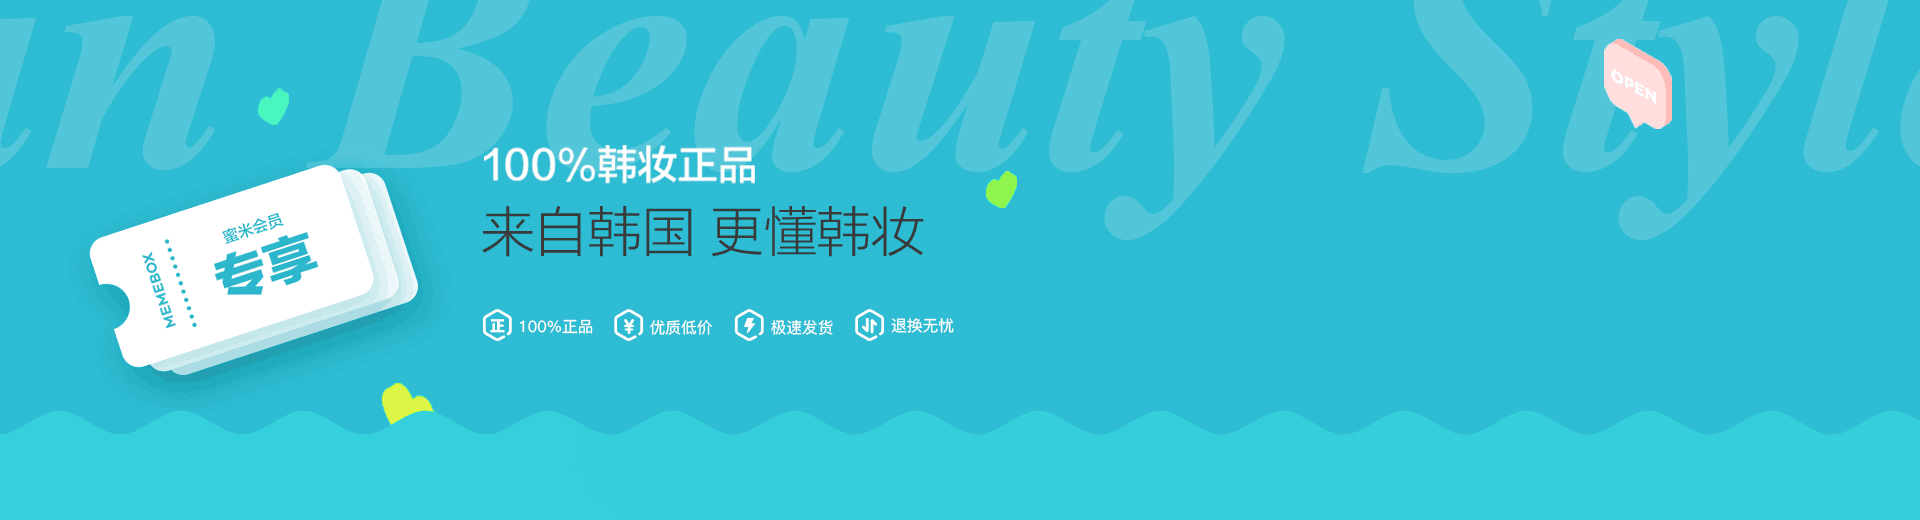 an Beauty Style
OPEN
100%韩妆正品
来自韩国 更懂韩妆
蜜米会员
专享
MEMEBOX
正 100%正品
¥ 优质低价
极速发货
退换无忧